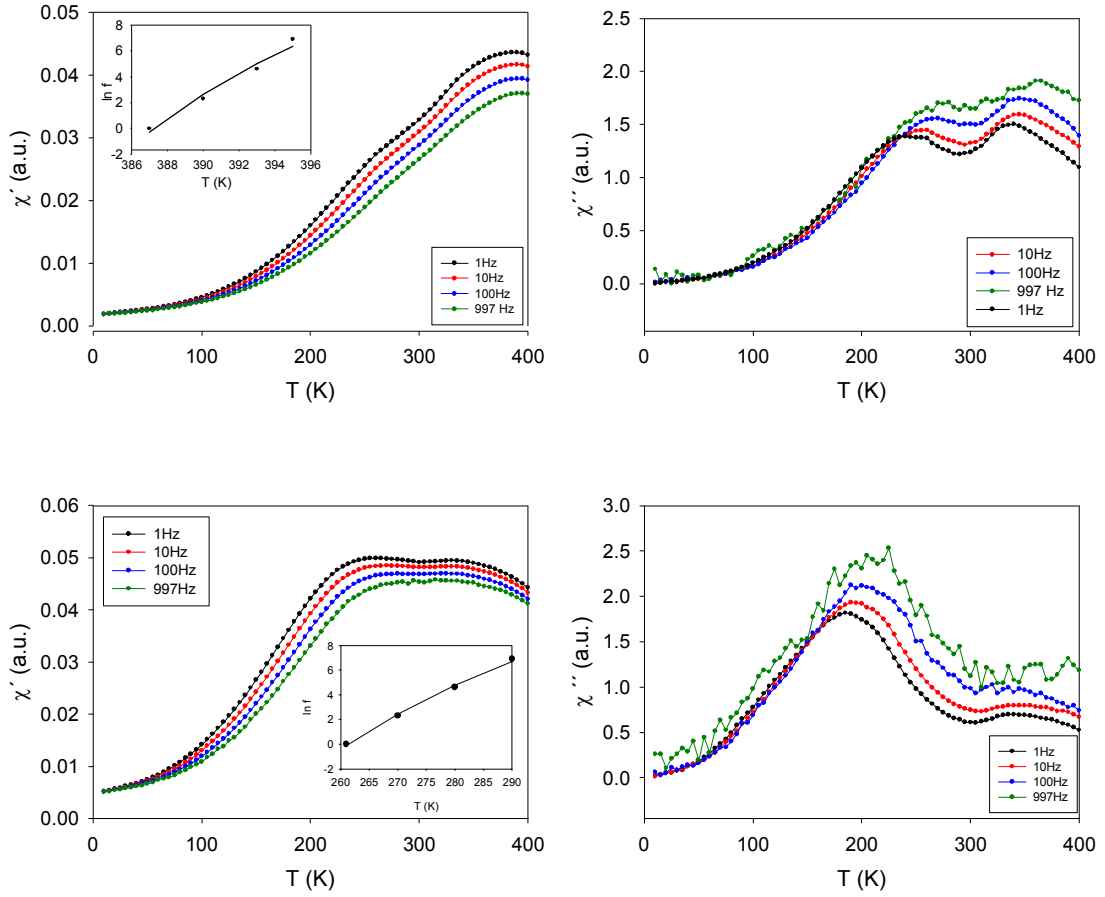 0.05
0.04
0.03
0.02
0.01
0.00
χ´ (a.u.)
0
100
200
300
400
T (K)
8
6
4
2
0
-2
ln f
386
388
390
392
394
396
T (K)
1Hz
10Hz
100Hz
997 Hz
2.5
2.0
1.5
1.0
0.5
0.0
χ´´ (a.u.)
0
100
200
300
400
T (K)
10Hz
100Hz
997 Hz
1Hz
0.06
0.05
0.04
0.03
0.02
0.01
0.00
χ´ (a.u.)
0
100
200
300
400
T (K)
1Hz
10Hz
100Hz
997Hz
8
6
4
2
0
ln f
260
265
270
275
280
285
290
T (K)
3.0
2.5
2.0
1.5
1.0
0.5
0.0
χ´´ (a.u.)
0
100
200
300
400
T (K)
1Hz
10Hz
100Hz
997Hz